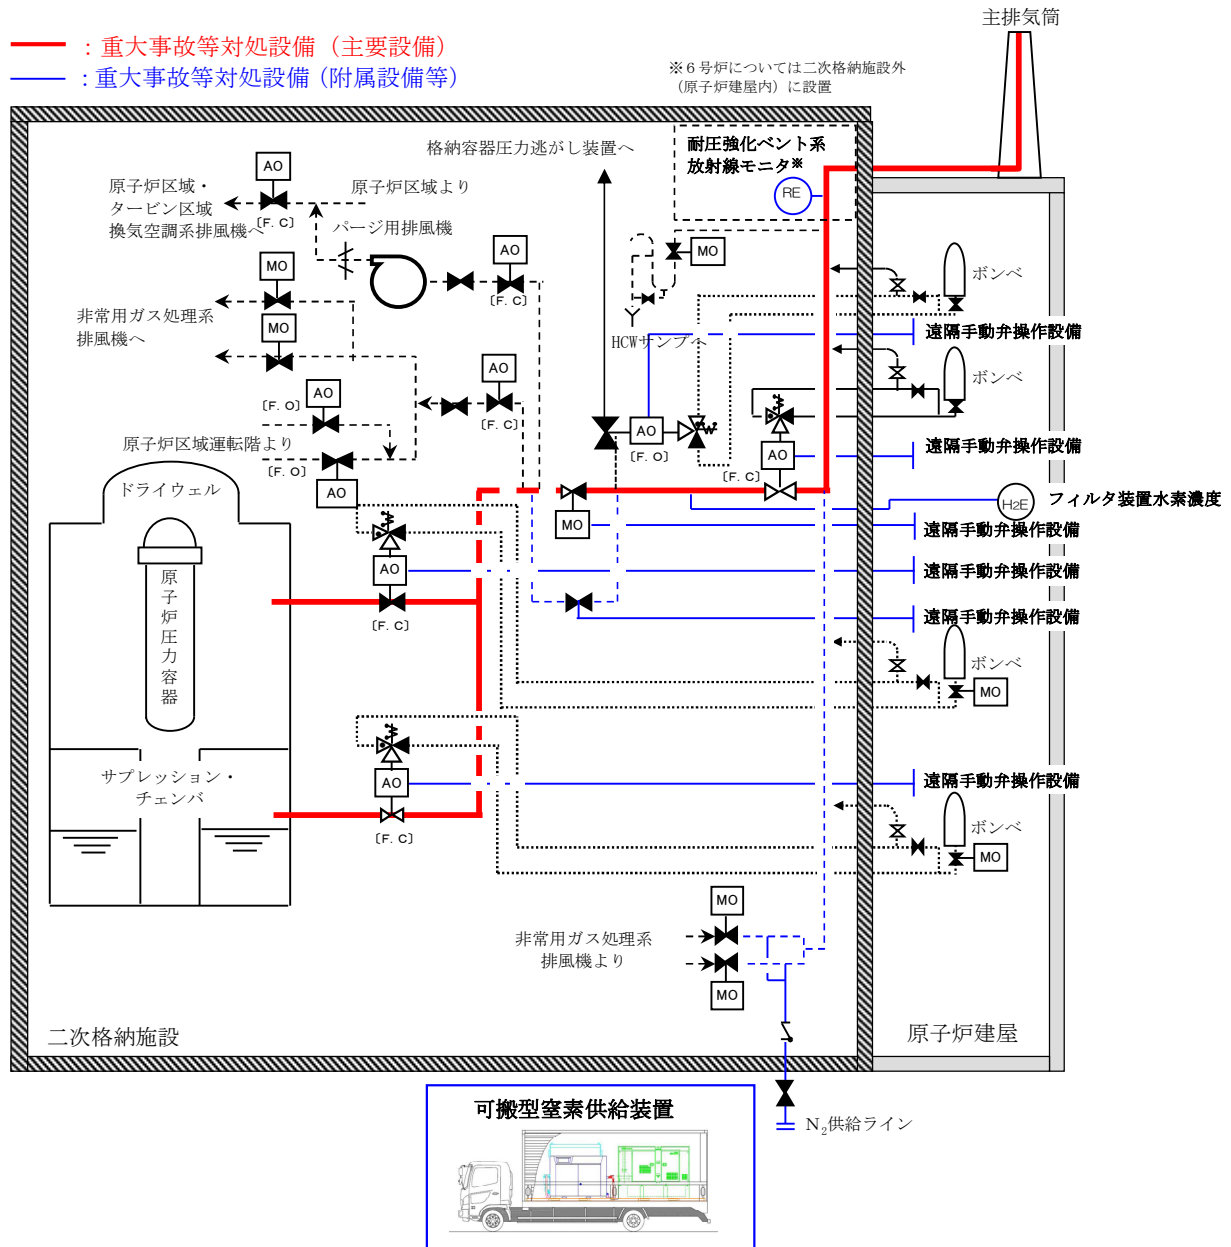 主排気筒
：重大事故等対処設備（主要設備）
：重大事故等対処設備（附属設備等）
※６号炉については二次格納施設外
（原子炉建屋内）に設置
耐圧強化ベント系
放射線モニタ※
RE
格納容器圧力逃がし装置へ
AO
原子炉区域・
タービン区域
換気空調系排風機へ
(F. C)
原子炉区域より
パージ用排風機
AO
(F. C)
MO
MO
非常用ガス処理系
排風機へ
MO
HCWサンプへ
ボンベ
遠隔手動弁操作設備
ボンベ
AO
(F. C)
AO
(F. O)
原子炉区域運転階より
(F. O)
AO
AO
(F. O)
AO
(F. C)
遠隔手動弁操作設備
H2E
フィルタ装置水素濃度
MO
遠隔手動弁操作設備
ドライウェル
原子炉圧力容器
AO
(F. C)
遠隔手動弁操作設備
遠隔手動弁操作設備
ボンベ
MO
サプレッション・
チェンバ
AO
(F. C)
遠隔手動弁操作設備
ボンベ
MO
MO
非常用ガス処理系
排風機より
MO
二次格納施設
原子炉建屋
可搬型窒素供給装置
N₂供給ライン